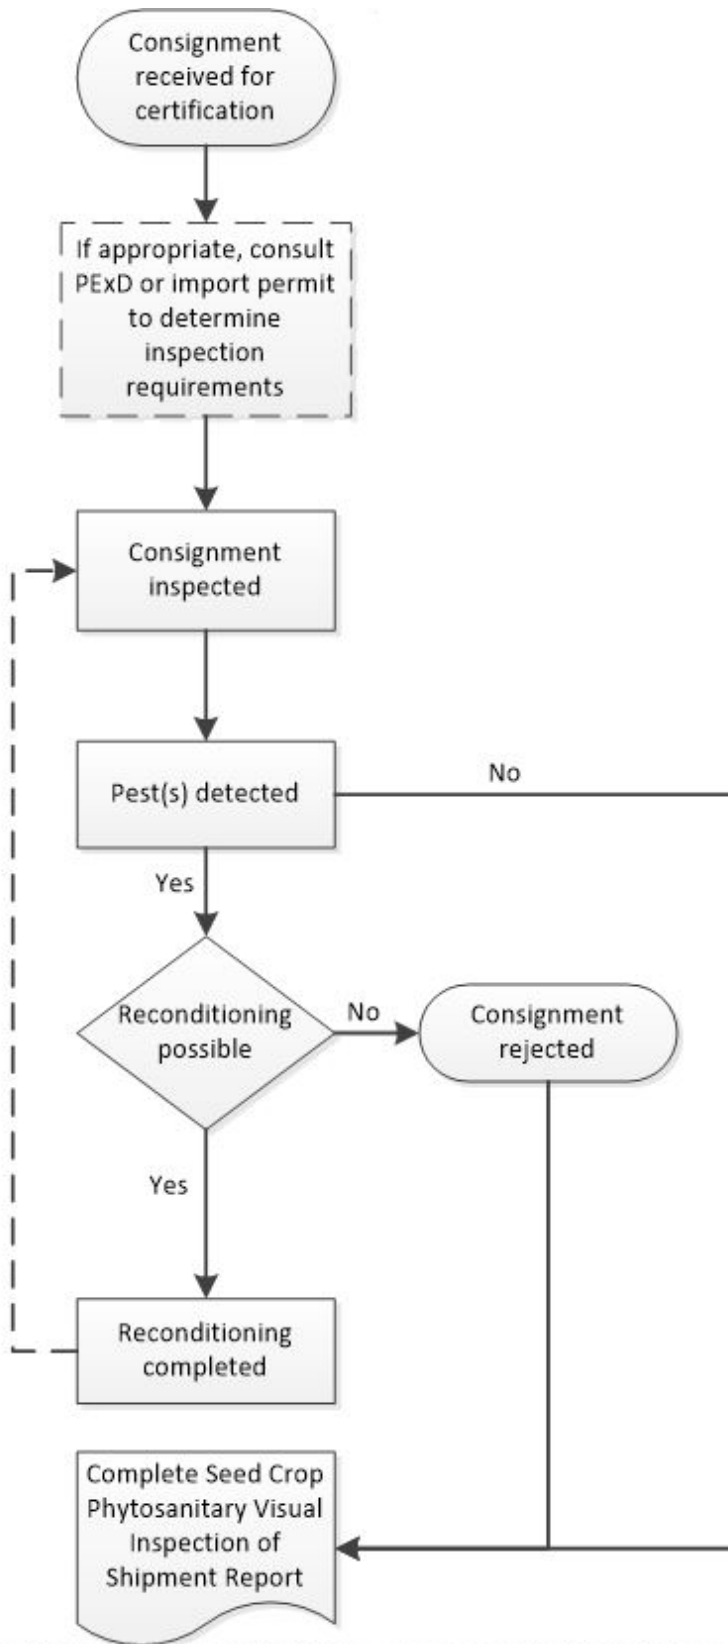 Consignment
received for
certification
If appropriate, consult
PExD or import permit
to determine
inspection
requirements
Consignment
inspected
Pest(s) detected
No
Yes
Reconditioning
possible
No
Consignment
rejected
Yes
Reconditioning
completed
Complete Seed Crop
Phytosanitary Visual
Inspection of
Shipment Report